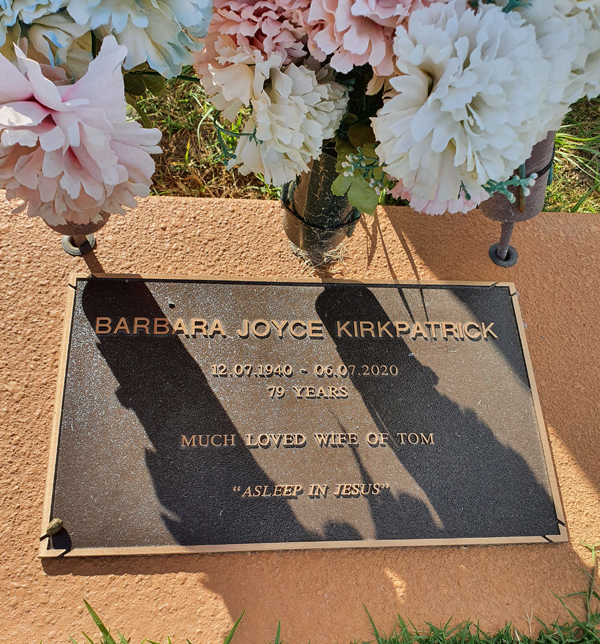 BARBARA JOYCE KIRKPATRICK
12.07.1940 ~ 06.07.2020
79 YEARS
MUCH LOVED WIFE OF TOM
"ASLEEP IN JESUS"